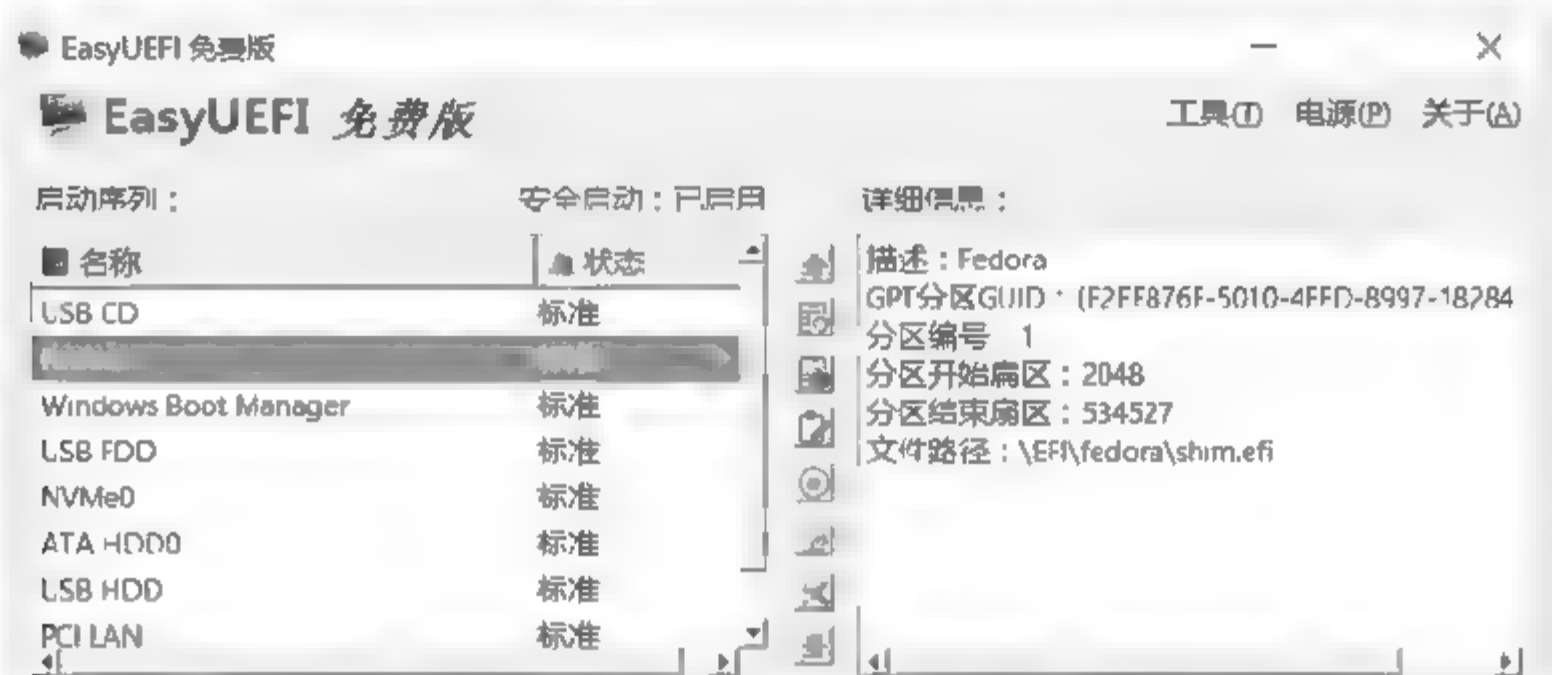 EasyUEFI 免费版
EasyUEFI 免费版
工具(T) 电源(P) 关于(A)
启动序列： 安全启动：已启用
名称 状态
USB CD 标准
Windows Boot Manager 标准
USB FDD 标准
NVMe0 标准
ATA HDD0 标准
USB HDD 标准
PCI LAN 标准
详细信息：
描述：Fedora
GPT分区GUID：
分区编号 1
分区开始扇区：2048
分区结束扇区：534527
文件路径：\EFI\fedora\shim.efi